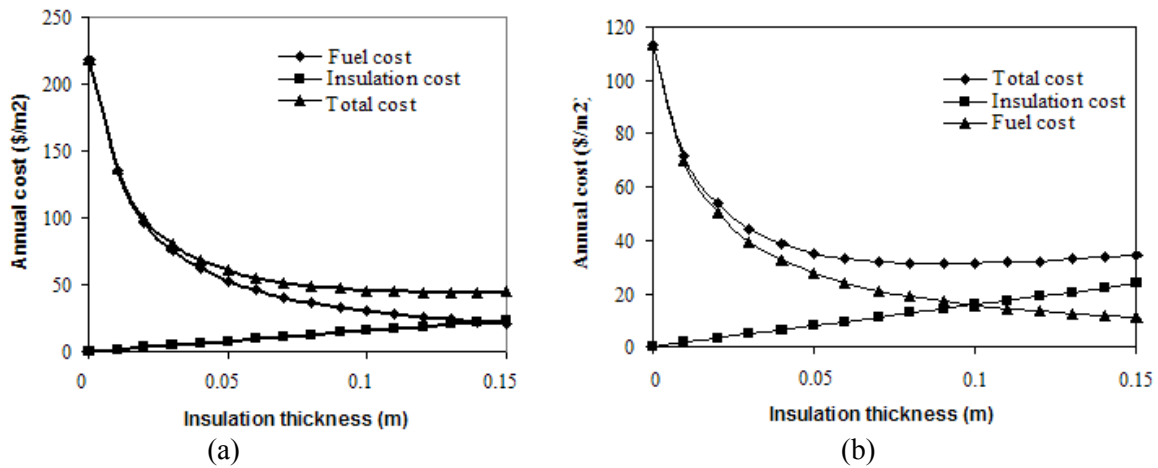 250
200
150
100
50
0
Annual cost ($/m2)
Fuel cost
Insulation cost
Total cost
0 0.05 0.1 0.15
Insulation thickness (m)
(a)
120
100
80
60
40
20
0
Annual cost ($/m2)
Total cost
Insulation cost
Fuel cost
0 0.05 0.1 0.15
Insulation thickness (m)
(b)